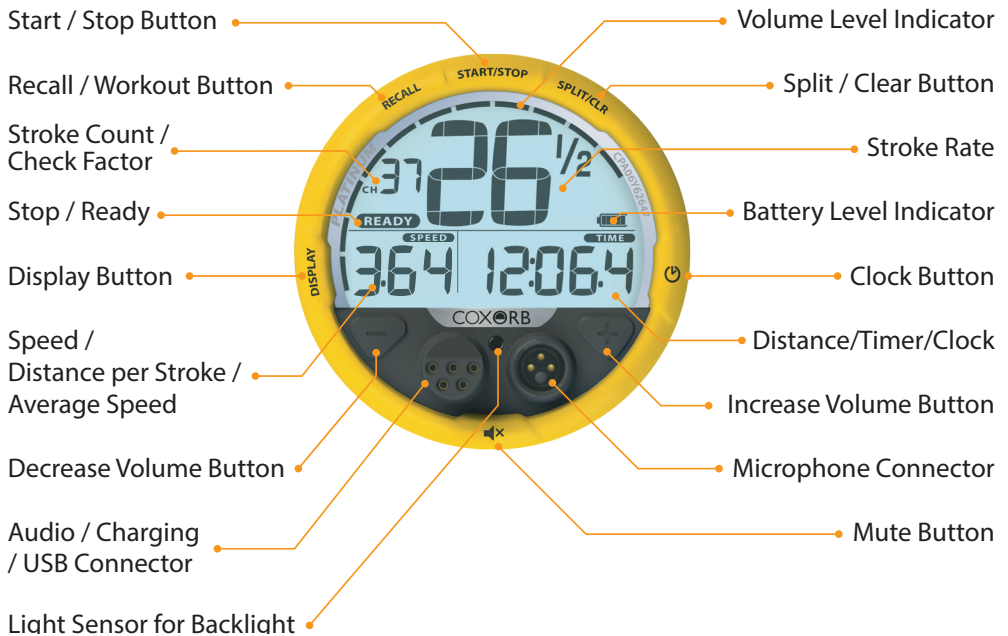 Start / Stop Button
Recall / Workout Button
Stroke Count /
Check Factor
Stop / Ready
Display Button
Speed /
Distance per Stroke /
Average Speed
Decrease Volume Button
Audio / Charging
/ USB Connector
Light Sensor for Backlight
RECALL
START/STOP
SPLIT/CLR
DISPLAY
PLATINUM
CPA06Y62647
CH 37
26 1/2
READY
SPEED
3:64
TIME
12:06.4
COXORB
Volume Level Indicator
Split / Clear Button
Stroke Rate
Battery Level Indicator
Clock Button
Distance/Timer/Clock
Increase Volume Button
Microphone Connector
Mute Button